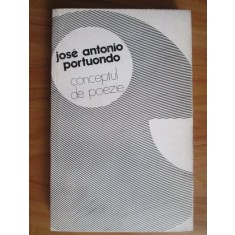 josé antonio
portuondo
conceptul
de poezie